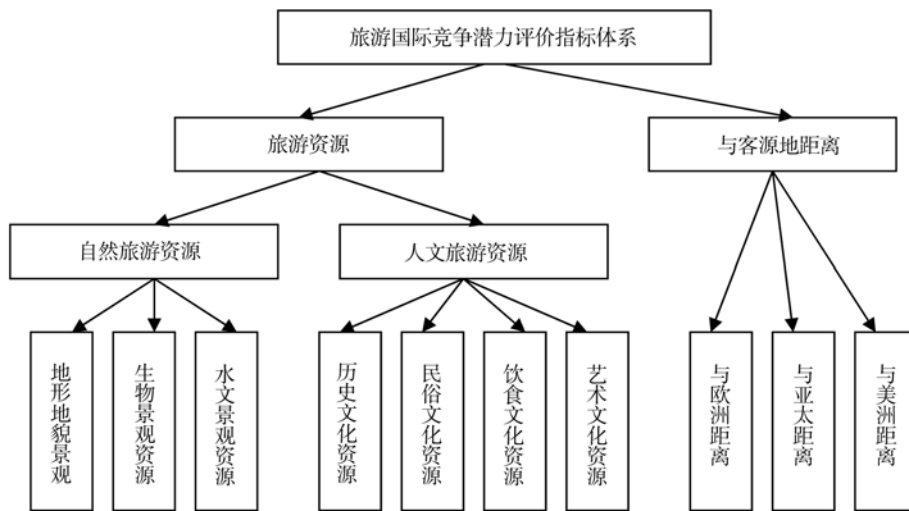 旅游国际竞争潜力评价指标体系
旅游资源
与客源地距离
自然旅游资源
人文旅游资源
地形地貌景观
生物景观资源
水文景观资源
历史文化资源
民俗文化资源
饮食文化资源
艺术文化资源
与欧洲距离
与亚太距离
与美洲距离